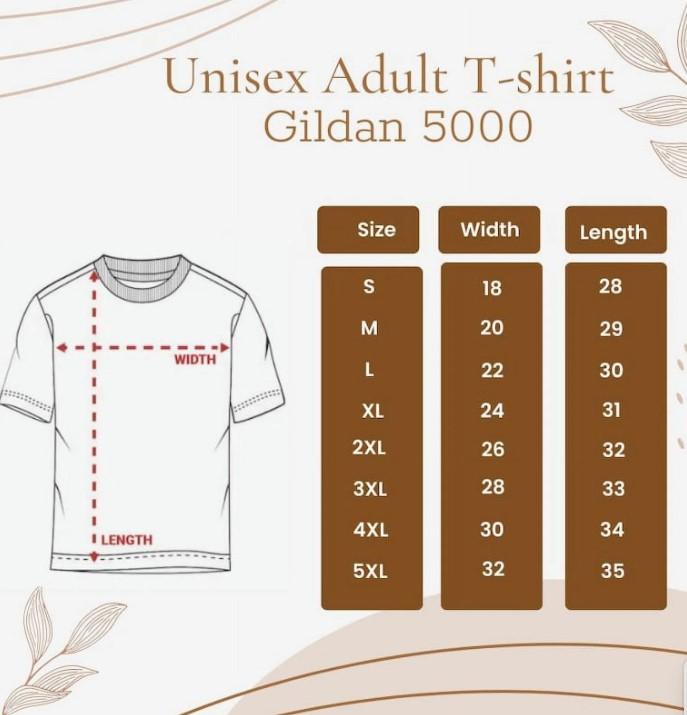 Unisex Adult T-shirt
Gildan 5000
Size Width Length
S 18 28
M 20 29
L 22 30
XL 24 31
2XL 26 32
3XL 28 33
4XL 30 34
5XL 32 35
WIDTH
LENGTH